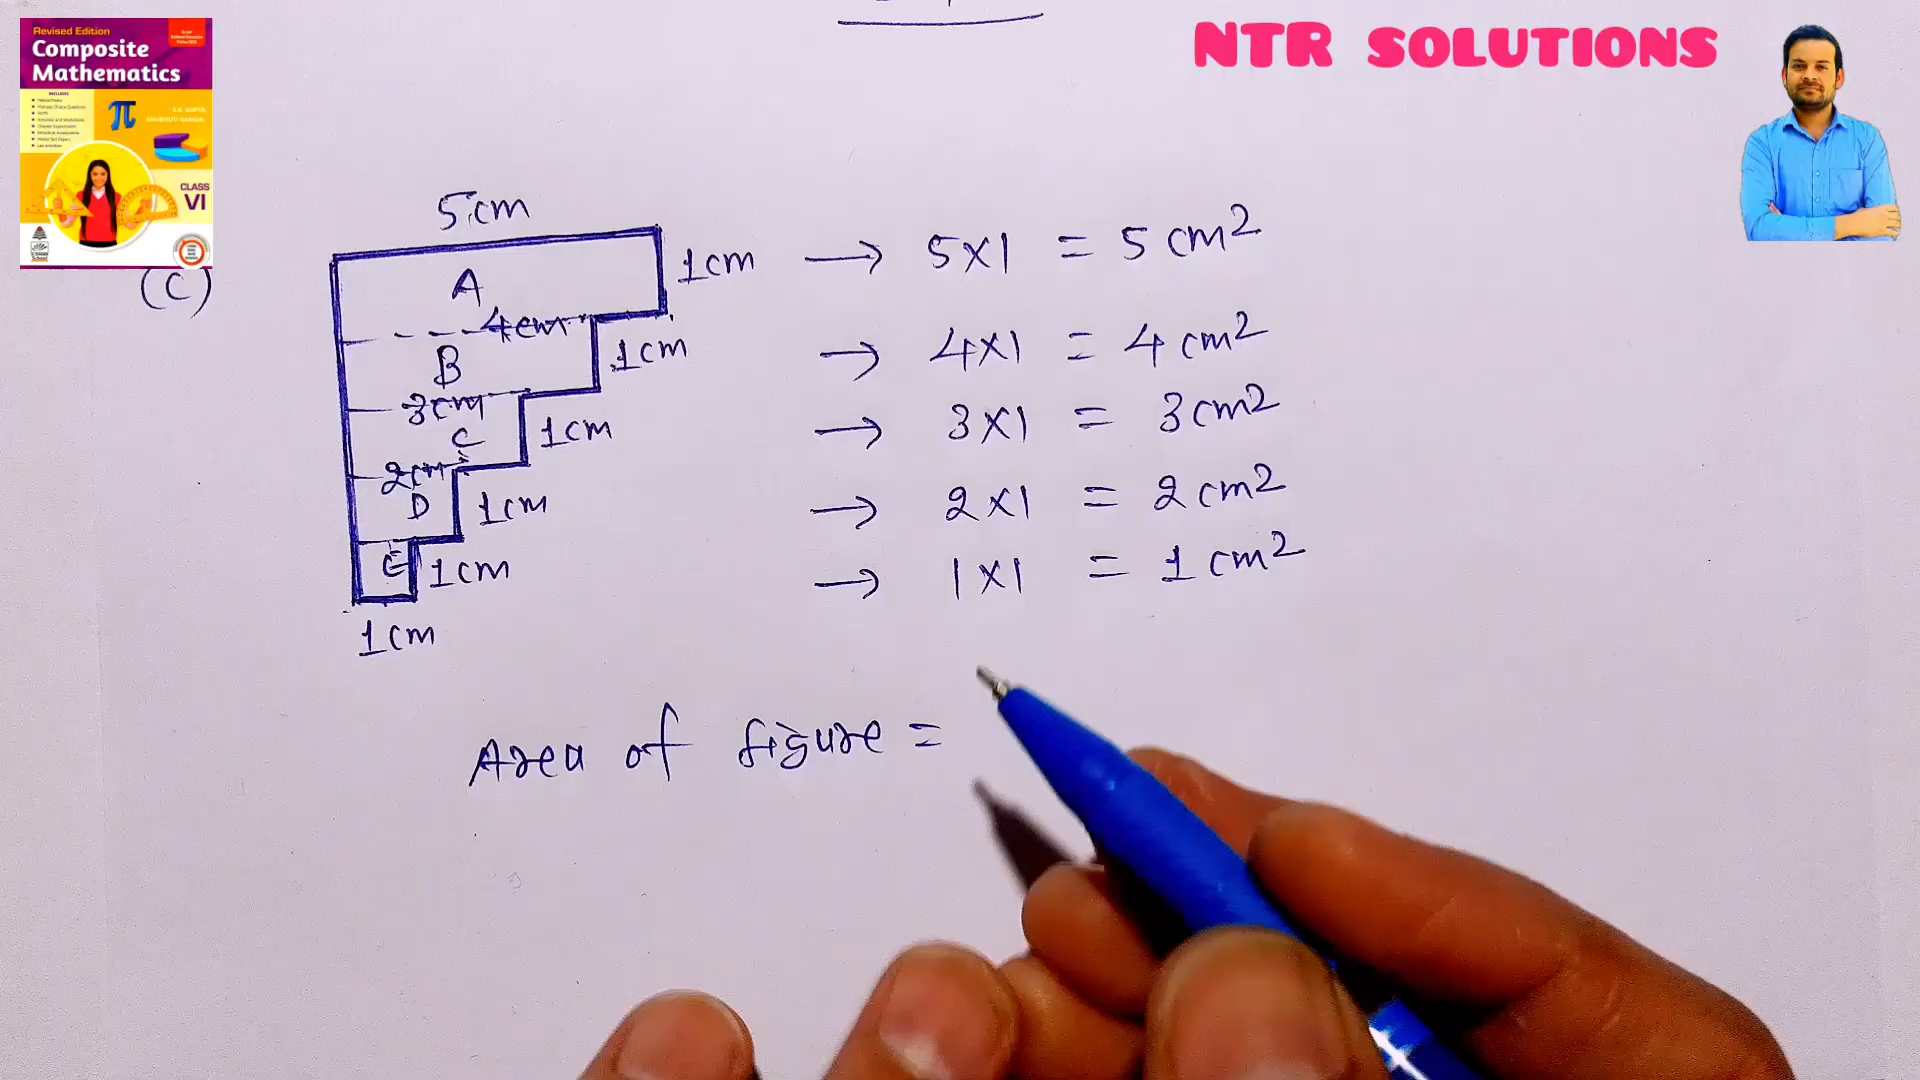 Revised Edition
Composite
Mathematics
INCLUDES
CLASS
VI
NTR SOLUTIONS
(C)
5cm
A
1cm → 5×1 = 5 cm²
4cm
B
1cm → 4×1 = 4 cm²
3cm
C
1cm → 3×1 = 3 cm²
2cm
D
1cm → 2×1 = 2 cm²
E
1cm → 1×1 = 1 cm²
1cm
Area of figure =